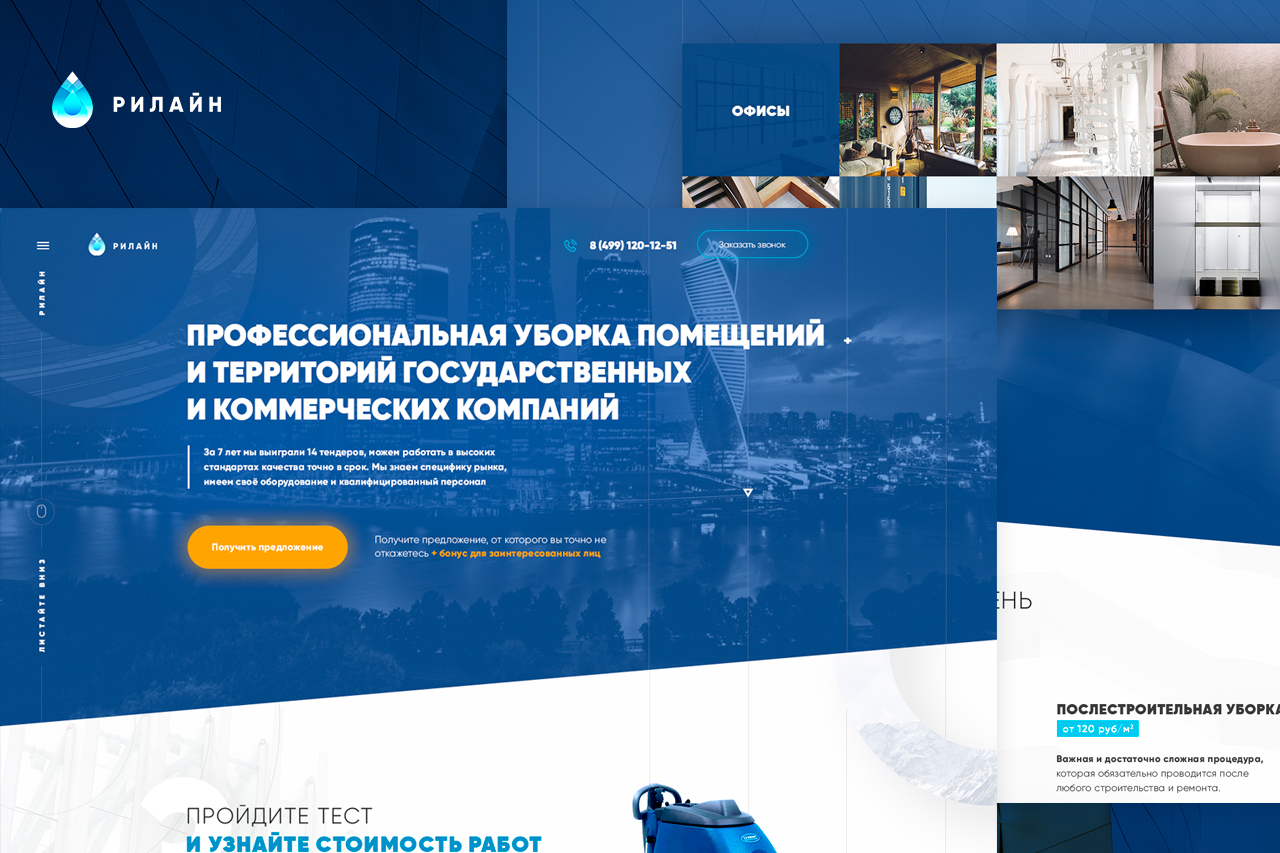 РИЛАЙН
ОФИСЫ
РИЛАЙН
8 (499) 120-12-51
Заказать звонок
РИЛАЙН
ПРОФЕССИОНАЛЬНАЯ УБОРКА ПОМЕЩЕНИЙ
И ТЕРРИТОРИЙ ГОСУДАРСТВЕННЫХ
И КОММЕРЧЕСКИХ КОМПАНИЙ
За 7 лет мы выиграли 14 тендеров, можем работать в высоких
стандартах качества точно в срок. Мы знаем специфику рынка,
имеем своё оборудование и квалифицированный персонал
Получить предложение
Получите предложение, от которого вы точно не
откажетесь + бонус для заинтересованных лиц
ЛИСТАЙТЕ ВНИЗ
ЕНЬ
ПОСЛЕСТРОИТЕЛЬНАЯ УБОРКА
от 120 руб/м²
Важная и достаточно сложная процедура,
которая обязательно проводится после
любого строительства и ремонта.
ПРОЙДИТЕ ТЕСТ
И УЗНАЙТЕ СТОИМОСТЬ РАБОТ